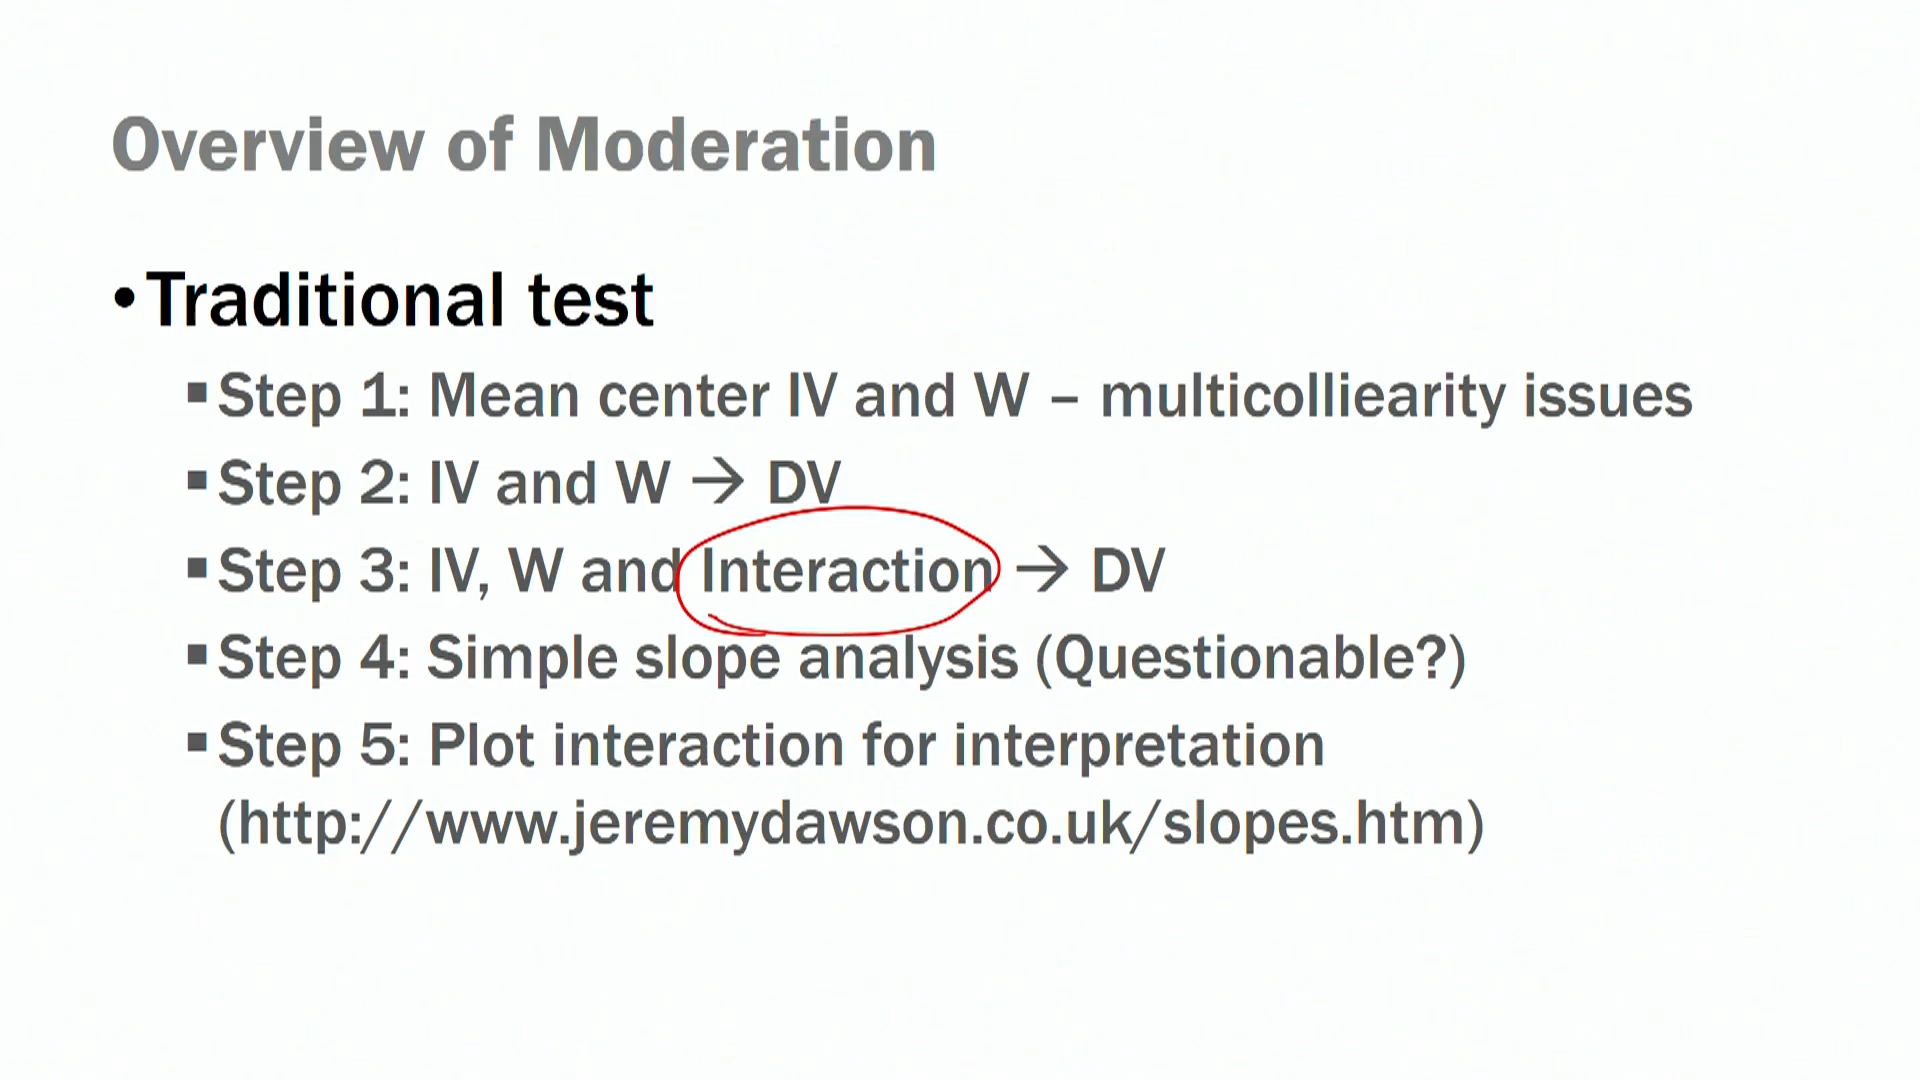 Overview of Moderation
• Traditional test
▪ Step 1: Mean center IV and W – multicolliearity issues
▪ Step 2: IV and W → DV
▪ Step 3: IV, W and Interaction → DV
▪ Step 4: Simple slope analysis (Questionable?)
▪ Step 5: Plot interaction for interpretation
(http://www.jeremydawson.co.uk/slopes.htm)